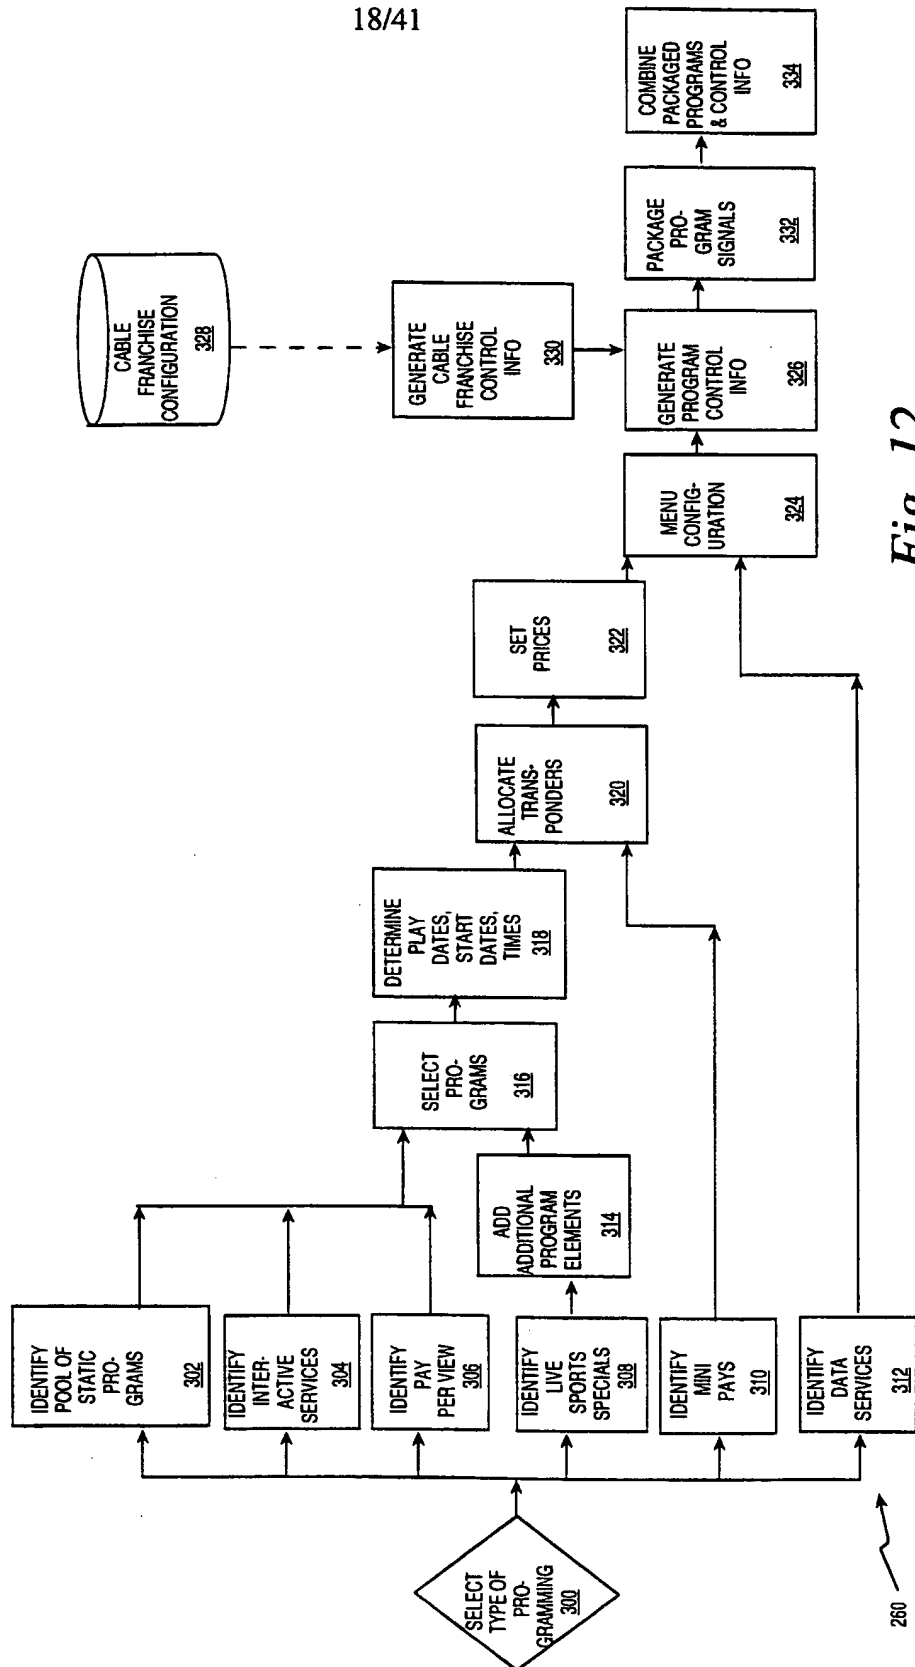 18/41
SELECT
TYPE OF
PRO-
GRAMMING
300
IDENTIFY
POOL OF
STATIC
PRO-
GRAMS
302
IDENTIFY
INTER-
ACTIVE
SERVICES
304
IDENTIFY
PAY
PER VIEW
306
IDENTIFY
LIVE
SPORTS
SPECIALS
308
IDENTIFY
MINI
PAYS
310
IDENTIFY
DATA
SERVICES
312
ADD
ADDITIONAL
PROGRAM
ELEMENTS
314
SELECT
PRO-
GRAMS
316
DETERMINE
PLAY
DATES,
START
DATES,
TIMES
318
ALLOCATE
TRANS-
PONDERS
320
SET
PRICES
322
MENU
CONFIG-
URATION
324
CABLE
FRANCHISE
CONFIGURATION
328
GENERATE
CABLE
FRANCHISE
CONTROL
INFO
330
GENERATE
PROGRAM
CONTROL
INFO
326
PACKAGE
PRO-
GRAM
SIGNALS
332
COMBINE
PACKAGED
PROGRAMS
& CONTROL
INFO
334
260
Fig. 12